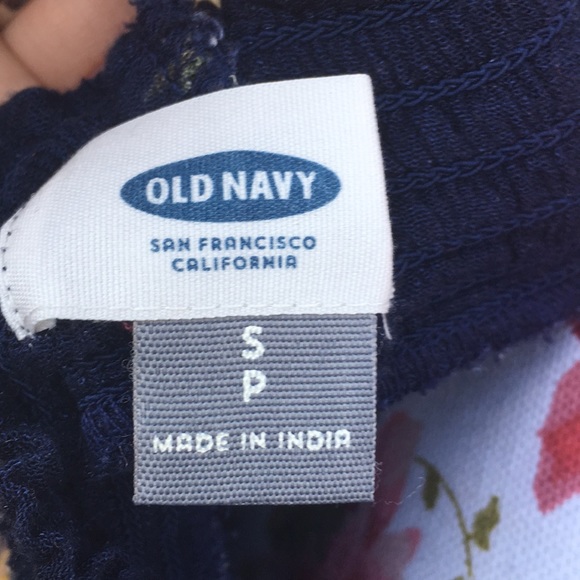 OLD NAVY
SAN FRANCISCO
CALIFORNIA
S
P
MADE IN INDIA